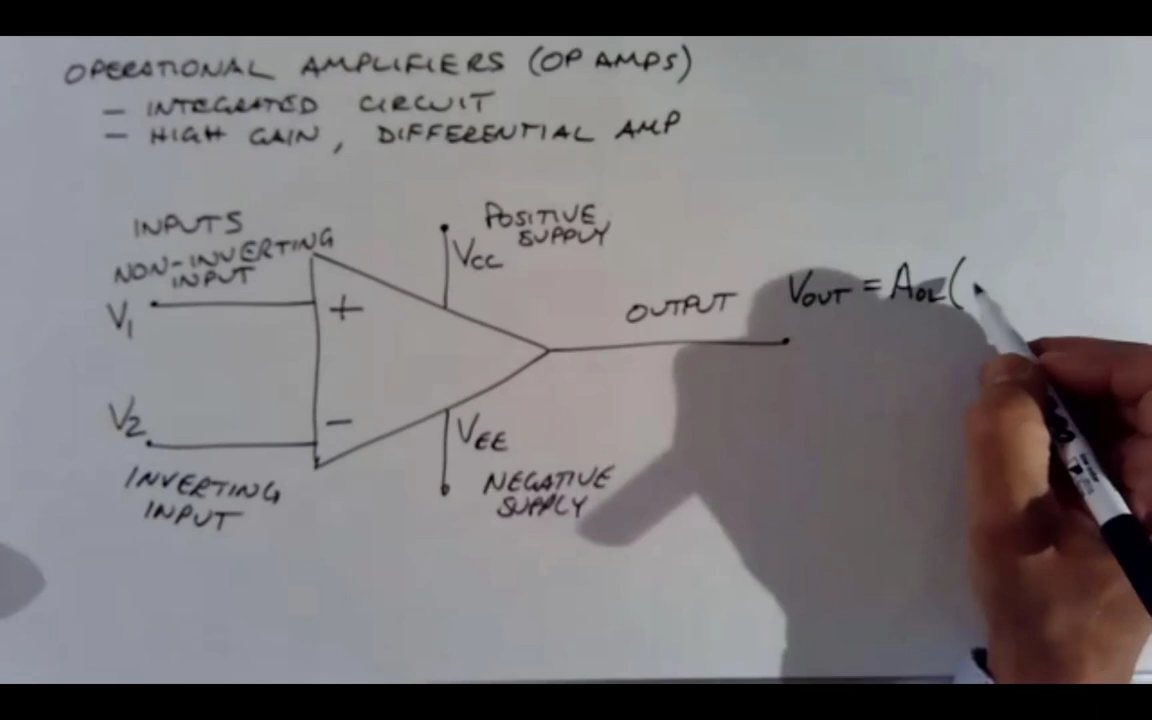 OPERATIONAL AMPLIFIERS (OP AMPS)
– INTEGRATED CIRCUIT
– HIGH GAIN, DIFFERENTIAL AMP
INPUTS
NON-INVERTING
INPUT
V1
+
V2
–
INVERTING
INPUT
POSITIVE
SUPPLY
VCC
VEE
NEGATIVE
SUPPLY
OUTPUT
VOUT = AOL(